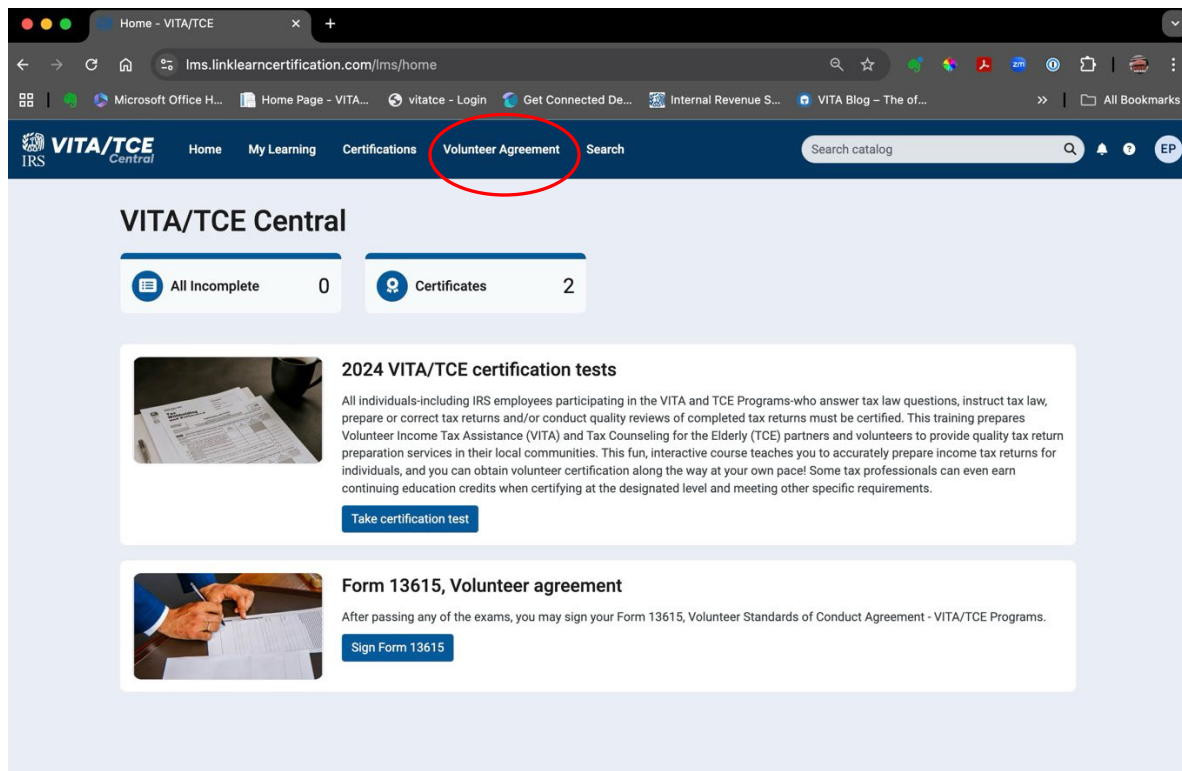 Home - VITA/TCE
lms.linklearncertification.com/lms/home
Microsoft Office H... Home Page - VITA... vitatce - Login Get Connected De... Internal Revenue S... VITA Blog – The of... » All Bookmarks
IRS VITA/TCE Central Home My Learning Certifications Volunteer Agreement Search Search catalog EP
VITA/TCE Central
All Incomplete 0 Certificates 2
2024 VITA/TCE certification tests
All individuals-including IRS employees participating in the VITA and TCE Programs-who answer tax law questions, instruct tax law,
prepare or correct tax returns and/or conduct quality reviews of completed tax returns must be certified. This training prepares
Volunteer Income Tax Assistance (VITA) and Tax Counseling for the Elderly (TCE) partners and volunteers to provide quality tax return
preparation services in their local communities. This fun, interactive course teaches you to accurately prepare income tax returns for
individuals, and you can obtain volunteer certification along the way at your own pace! Some tax professionals can even earn
continuing education credits when certifying at the designated level and meeting other specific requirements.
Take certification test
Form 13615, Volunteer agreement
After passing any of the exams, you may sign your Form 13615, Volunteer Standards of Conduct Agreement - VITA/TCE Programs.
Sign Form 13615